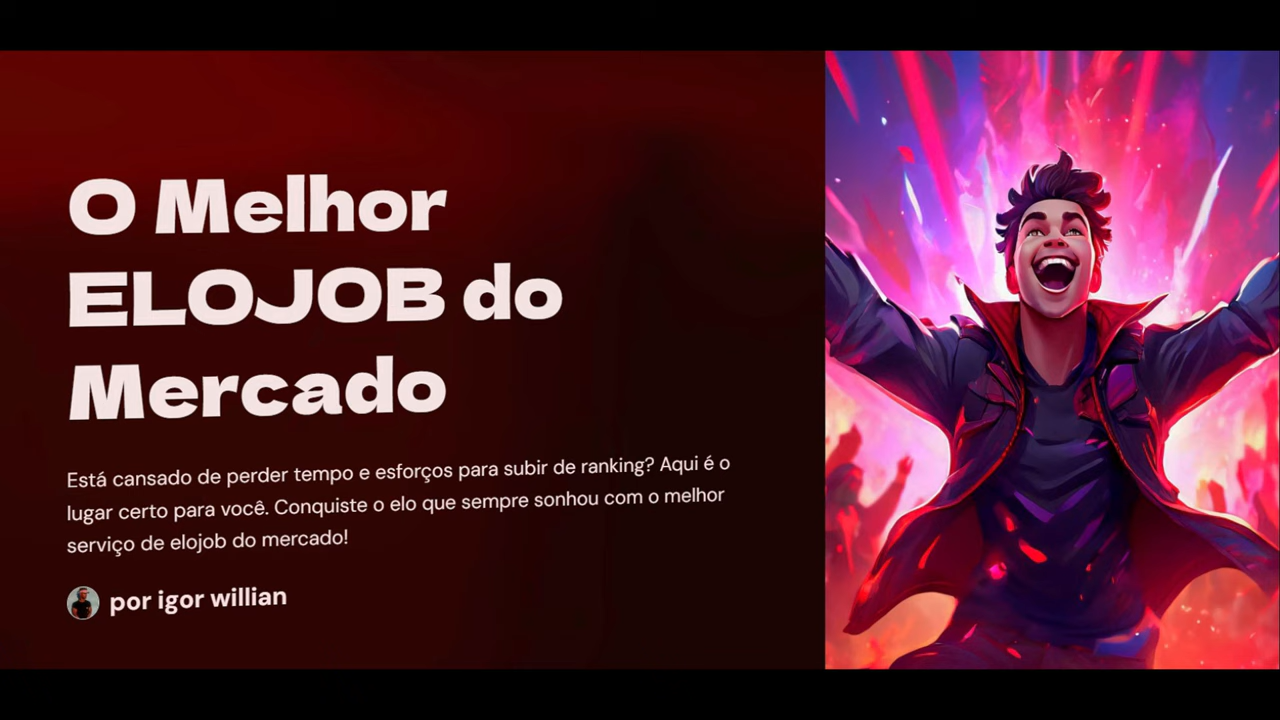 O Melhor
ELOJOB do
Mercado
Está cansado de perder tempo e esforços para subir de ranking? Aqui é o
lugar certo para você. Conquiste o elo que sempre sonhou com o melhor
serviço de elojob do mercado!
por igor willian